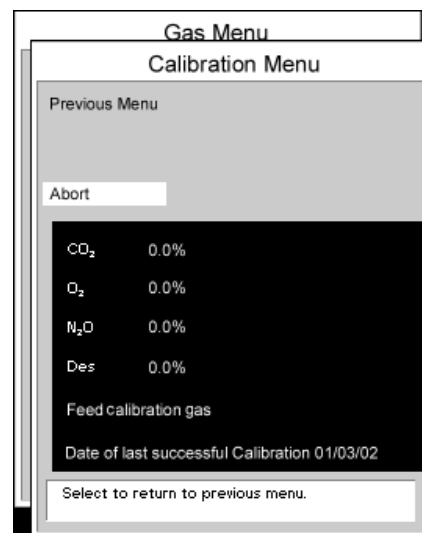 Gas Menu
Calibration Menu
Previous Menu
Abort
CO₂ 0.0%
O₂ 0.0%
N₂O 0.0%
Des 0.0%
Feed calibration gas
Date of last successful Calibration 01/03/02
Select to return to previous menu.